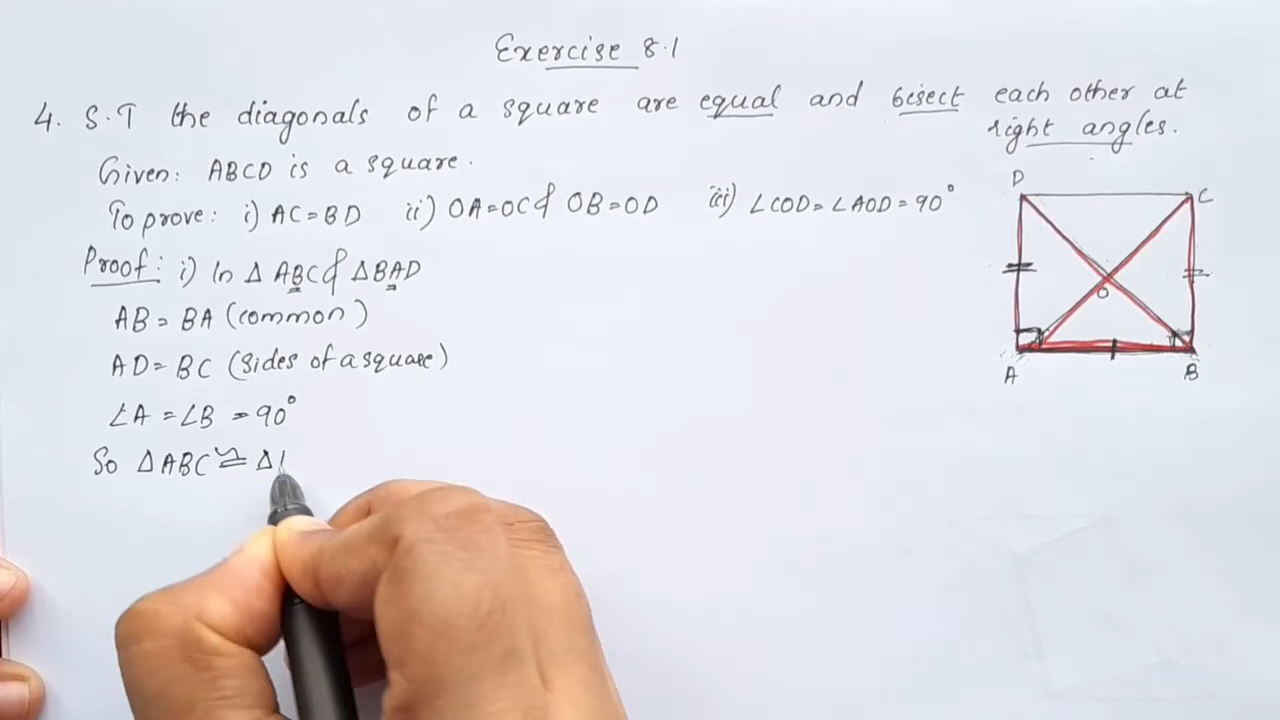 Exercise 8.1
4. S.T the diagonals of a square are equal and bisect each other at
right angles.
Given: ABCD is a square.
To prove: i) AC=BD ii) OA=OC & OB=OD iii) ∠COD=∠AOD=90°
Proof: i) In Δ ABC & ΔBAD
AB = BA (common)
AD = BC (sides of a square)
∠A = ∠B = 90°
So ΔABC ≅ Δ
D
C
O
A
B